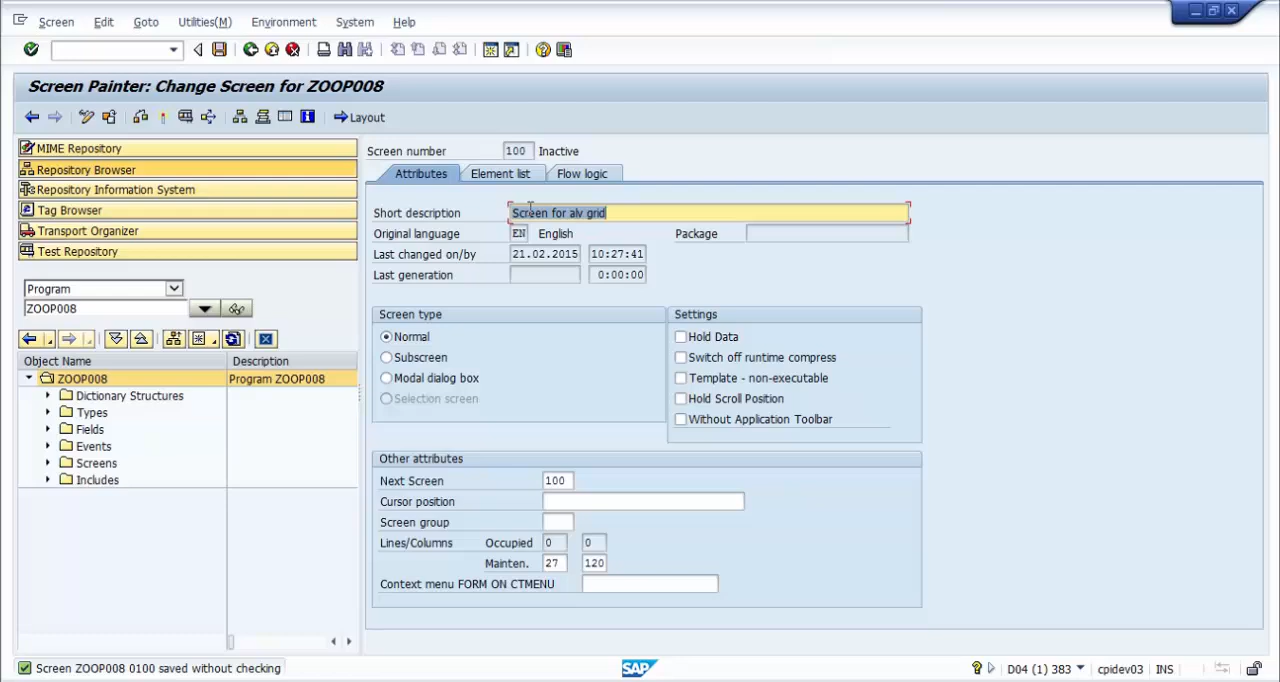 Screen Edit Goto Utilities(M) Environment System Help
Screen Painter: Change Screen for ZOOP008
Layout
MIME Repository
Repository Browser
Repository Information System
Tag Browser
Transport Organizer
Test Repository
Program
ZOOP008
Object Name Description
ZOOP008 Program ZOOP008
Dictionary Structures
Types
Fields
Events
Screens
Includes
Screen number 100 Inactive
Attributes Element list Flow logic
Short description Screen for alv grid
Original language EN English Package
Last changed on/by 21.02.2015 10:27:41
Last generation 0:00:00
Screen type
Normal
Subscreen
Modal dialog box
Selection screen
Settings
Hold Data
Switch off runtime compress
Template - non-executable
Hold Scroll Position
Without Application Toolbar
Other attributes
Next Screen 100
Cursor position
Screen group
Lines/Columns Occupied 0 0
Mainten. 27 120
Context menu FORM ON CTMENU
Screen ZOOP008 0100 saved without checking
SAP
D04 (1) 383 cpidev03 INS